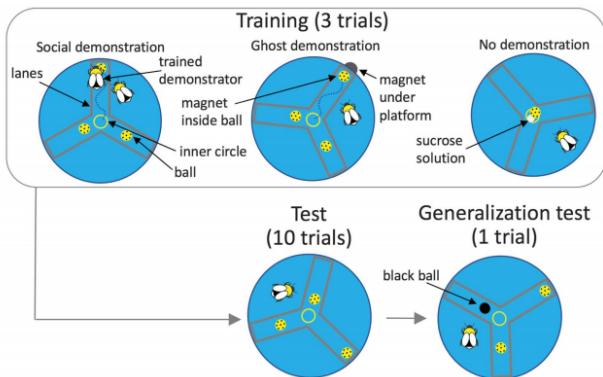 Training (3 trials)
Social demonstration
Ghost demonstration
No demonstration
lanes
trained
demonstrator
magnet
inside ball
magnet
under
platform
sucrose
solution
inner circle
ball
Test
(10 trials)
Generalization test
(1 trial)
black ball